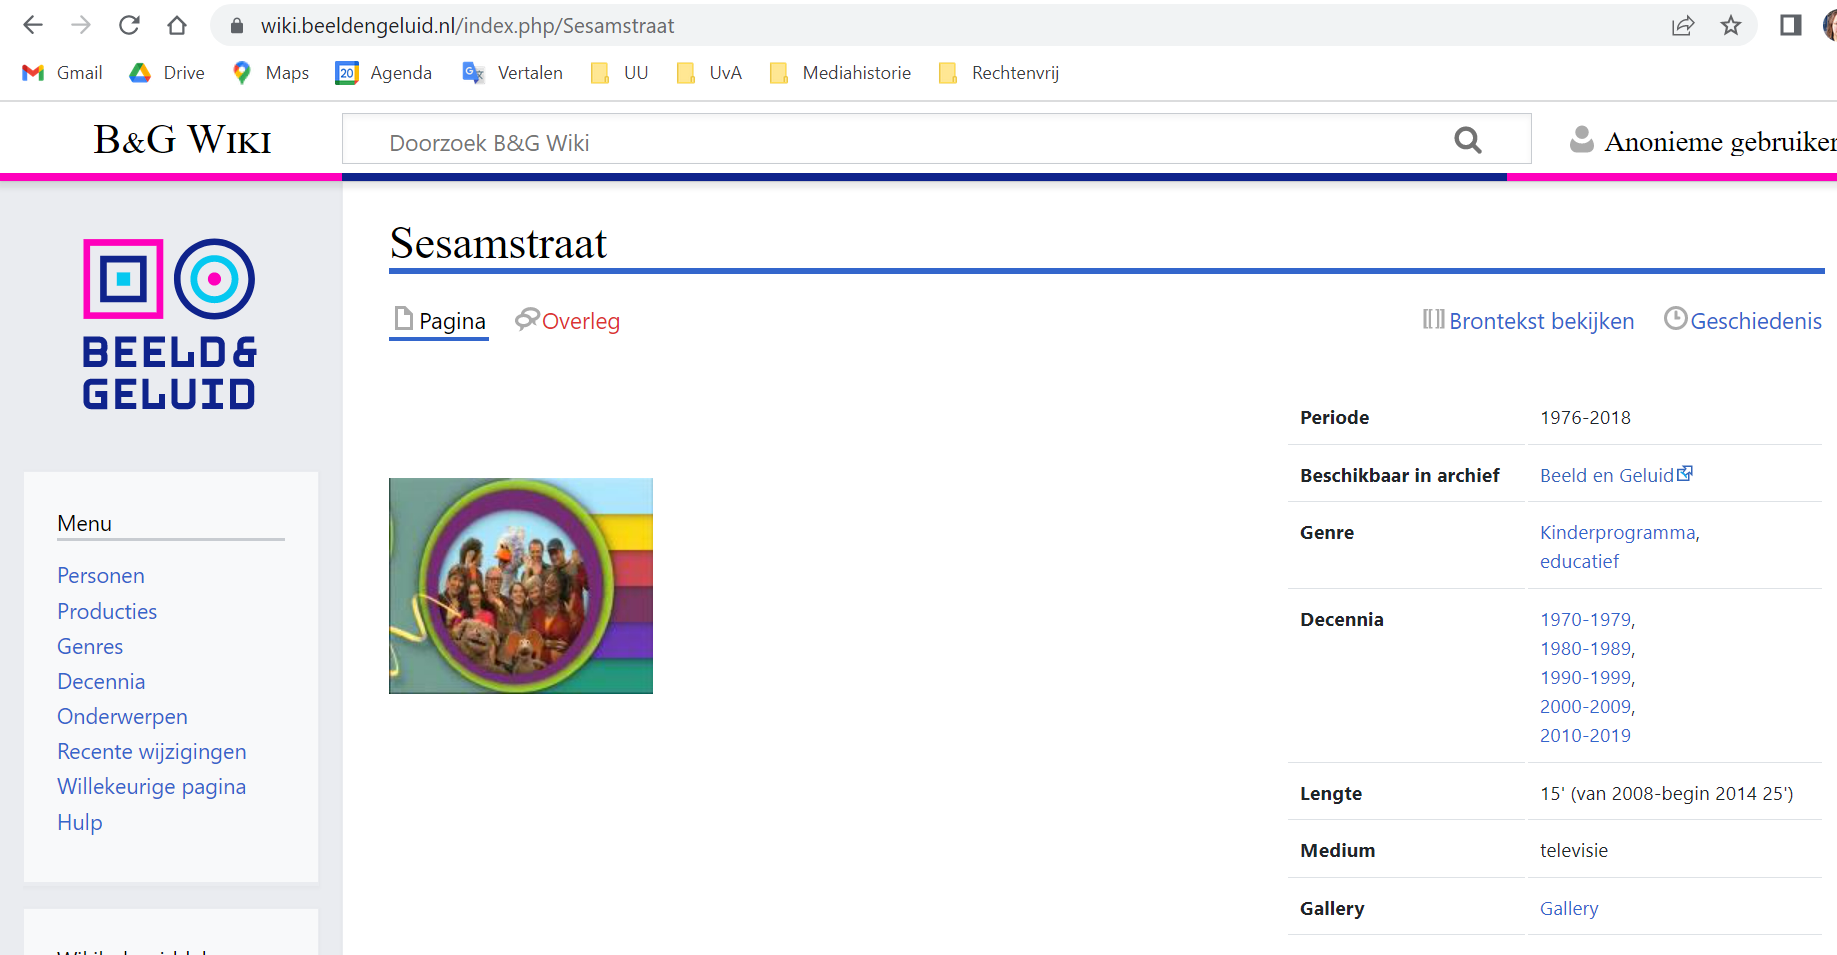 wiki.beeldengeluid.nl/index.php/Sesamstraat
Gmail Drive Maps 20 Agenda Vertalen UU UvA Mediahistorie Rechtenvrij
B&G Wiki
Doorzoek B&G Wiki
Anonieme gebruiker
BEELD&
GELUID
Sesamstraat
Pagina Overleg
Brontekst bekijken Geschiedenis
Menu
Personen
Producties
Genres
Decennia
Onderwerpen
Recente wijzigingen
Willekeurige pagina
Hulp
Periode 1976-2018
Beschikbaar in archief Beeld en Geluid
Genre Kinderprogramma,
educatief
Decennia 1970-1979,
1980-1989,
1990-1999,
2000-2009,
2010-2019
Lengte 15' (van 2008-begin 2014 25')
Medium televisie
Gallery Gallery